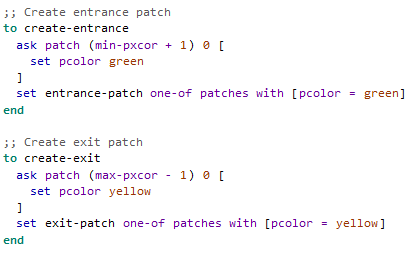 ;; Create entrance patch
to create-entrance
  ask patch (min-pxcor + 1) 0 [
    set pcolor green
  ]
  set entrance-patch one-of patches with [pcolor = green]
end

;; Create exit patch
to create-exit
  ask patch (max-pxcor - 1) 0 [
    set pcolor yellow
  ]
  set exit-patch one-of patches with [pcolor = yellow]
end